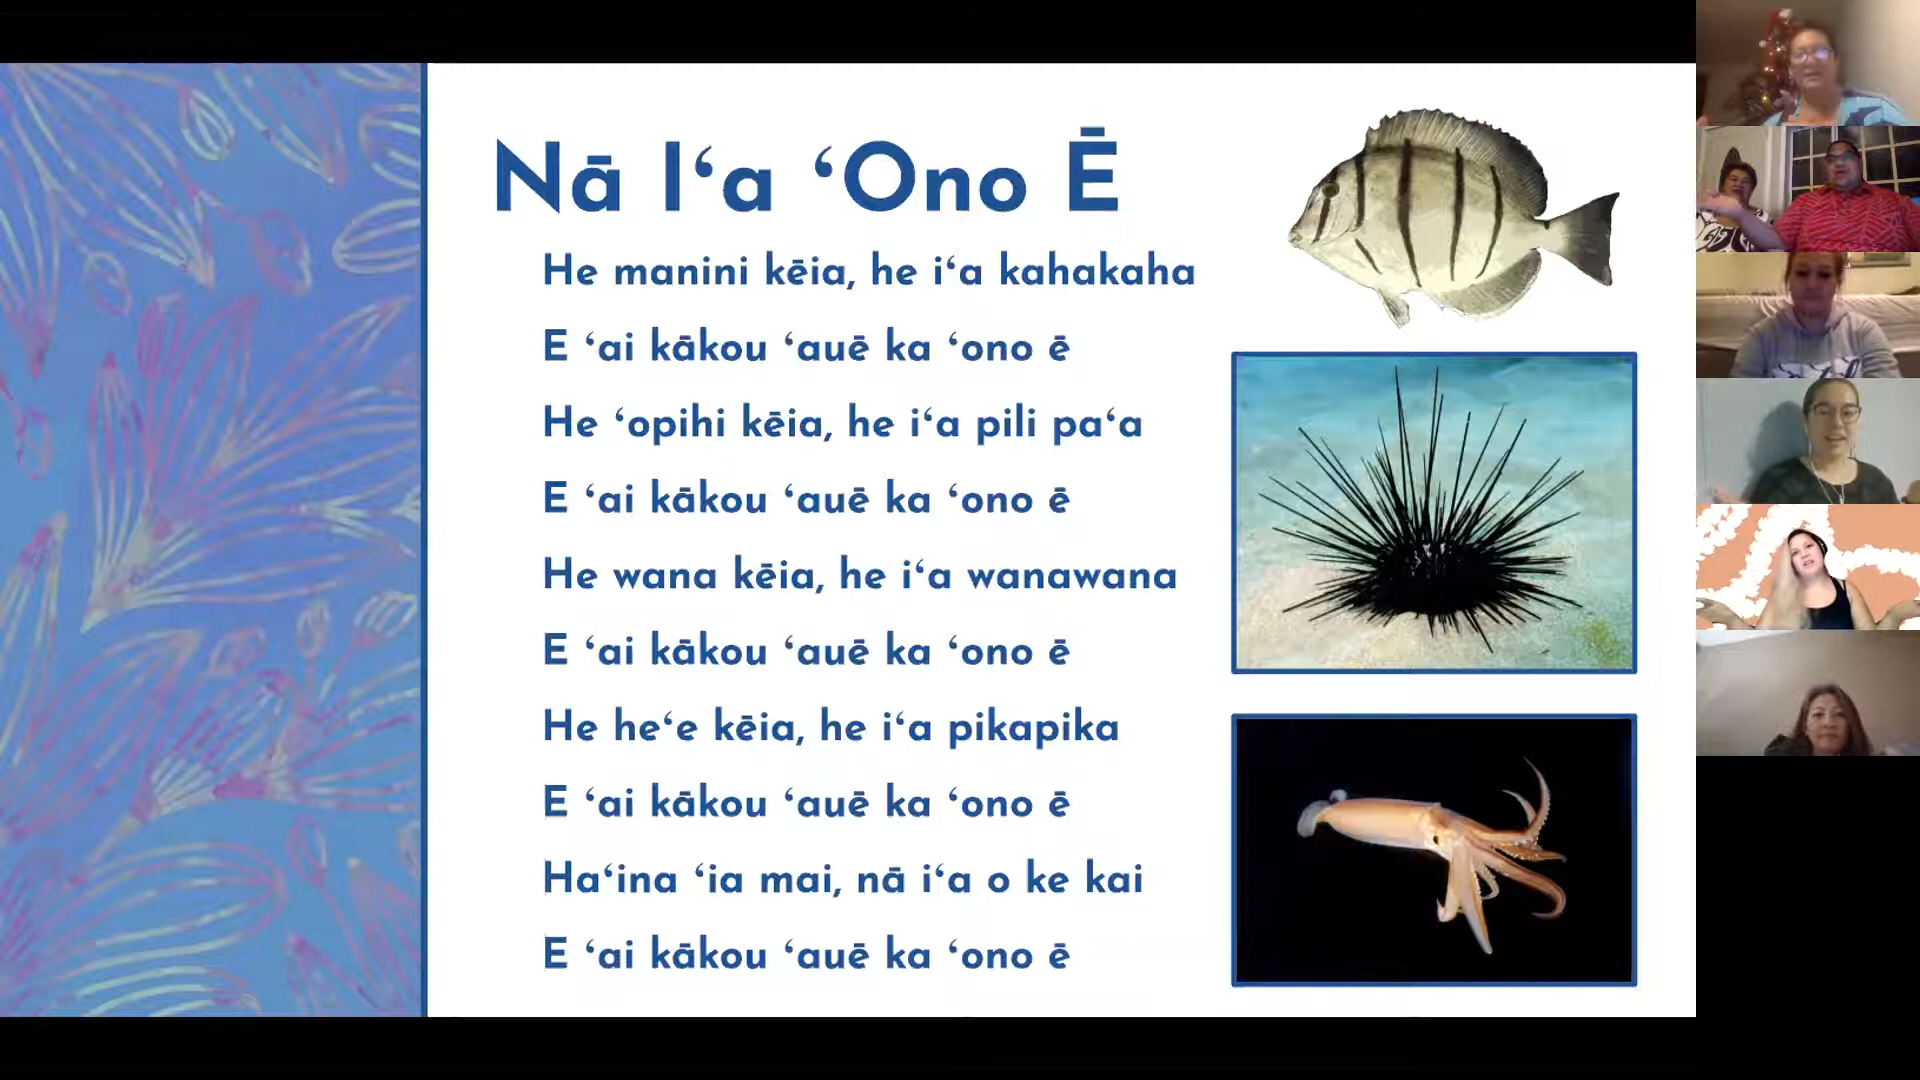 Nā Iʻa ʻOno Ē
He manini kēia, he iʻa kahakaha
E ʻai kākou ʻauē ka ʻono ē
He ʻopihi kēia, he iʻa pili paʻa
E ʻai kākou ʻauē ka ʻono ē
He wana kēia, he iʻa wanawana
E ʻai kākou ʻauē ka ʻono ē
He heʻe kēia, he iʻa pikapika
E ʻai kākou ʻauē ka ʻono ē
Haʻina ʻia mai, nā iʻa o ke kai
E ʻai kākou ʻauē ka ʻono ē